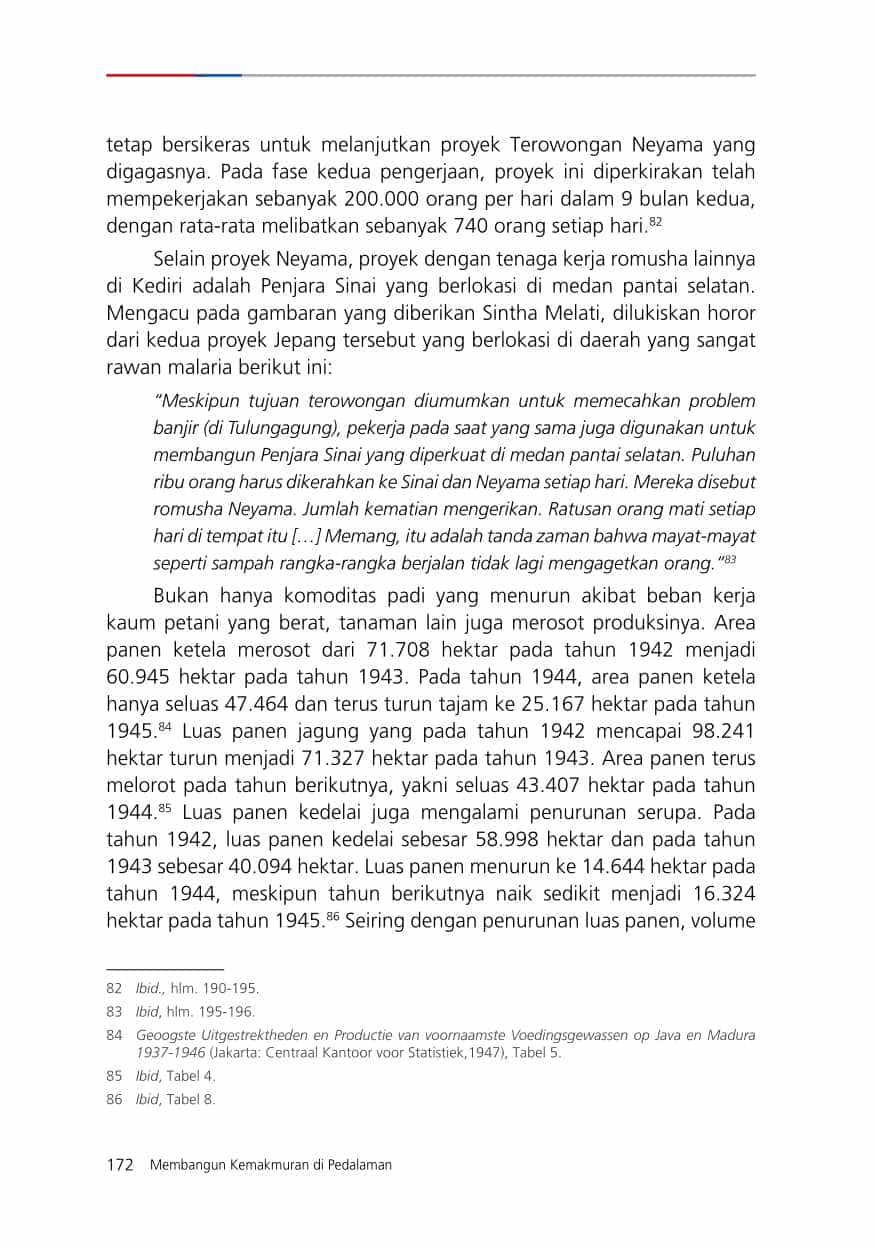 tetap bersikeras untuk melanjutkan proyek Terowongan Neyama yang
digagasnya. Pada fase kedua pengerjaan, proyek ini diperkirakan telah
mempekerjakan sebanyak 200.000 orang per hari dalam 9 bulan kedua,
dengan rata-rata melibatkan sebanyak 740 orang setiap hari.82
Selain proyek Neyama, proyek dengan tenaga kerja romusha lainnya
di Kediri adalah Penjara Sinai yang berlokasi di medan pantai selatan.
Mengacu pada gambaran yang diberikan Sintha Melati, dilukiskan horor
dari kedua proyek Jepang tersebut yang berlokasi di daerah yang sangat
rawan malaria berikut ini:
“Meskipun tujuan terowongan diumumkan untuk memecahkan problem
banjir (di Tulungagung), pekerja pada saat yang sama juga digunakan untuk
membangun Penjara Sinai yang diperkuat di medan pantai selatan. Puluhan
ribu orang harus dikerahkan ke Sinai dan Neyama setiap hari. Mereka disebut
romusha Neyama. Jumlah kematian mengerikan. Ratusan orang mati setiap
hari di tempat itu […] Memang, itu adalah tanda zaman bahwa mayat-mayat
seperti sampah rangka-rangka berjalan tidak lagi mengagetkan orang.“83
Bukan hanya komoditas padi yang menurun akibat beban kerja
kaum petani yang berat, tanaman lain juga merosot produksinya. Area
panen ketela merosot dari 71.708 hektar pada tahun 1942 menjadi
60.945 hektar pada tahun 1943. Pada tahun 1944, area panen ketela
hanya seluas 47.464 dan terus turun tajam ke 25.167 hektar pada tahun
1945.84 Luas panen jagung yang pada tahun 1942 mencapai 98.241
hektar turun menjadi 71.327 hektar pada tahun 1943. Area panen terus
melorot pada tahun berikutnya, yakni seluas 43.407 hektar pada tahun
1944.85 Luas panen kedelai juga mengalami penurunan serupa. Pada
tahun 1942, luas panen kedelai sebesar 58.998 hektar dan pada tahun
1943 sebesar 40.094 hektar. Luas panen menurun ke 14.644 hektar pada
tahun 1944, meskipun tahun berikutnya naik sedikit menjadi 16.324
hektar pada tahun 1945.86 Seiring dengan penurunan luas panen, volume
82 Ibid., hlm. 190-195.
83 Ibid, hlm. 195-196.
84 Geoogste Uitgestrektheden en Productie van voornaamste Voedingsgewassen op Java en Madura
1937-1946 (Jakarta: Centraal Kantoor voor Statistiek,1947), Tabel 5.
85 Ibid, Tabel 4.
86 Ibid, Tabel 8.
172 Membangun Kemakmuran di Pedalaman